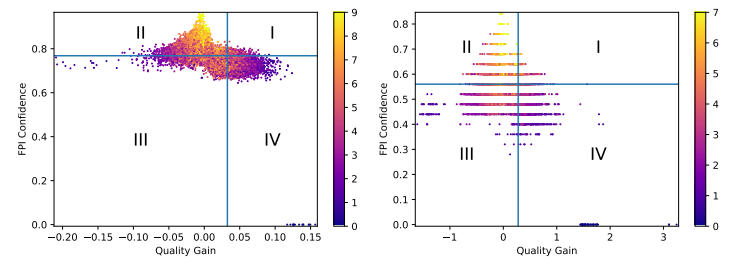 II
I
III
IV
FPI Confidence
0.8
0.6
0.4
0.2
0.0
−0.20 −0.15 −0.10 −0.05 0.00 0.05 0.10 0.15
Quality Gain
9
8
7
6
5
4
3
2
1
0
II
I
III
IV
FPI Confidence
0.8
0.7
0.6
0.5
0.4
0.3
0.2
0.1
0.0
−1 0 1 2 3
Quality Gain
7
6
5
4
3
2
1
0